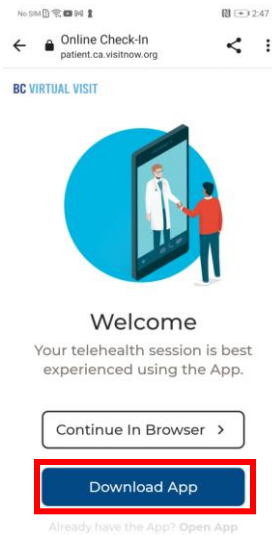 No SIM 2:47
Online Check-In
patient.ca.visitnow.org
BC VIRTUAL VISIT
Welcome
Your telehealth session is best
experienced using the App.
Continue In Browser >
Download App
Already have the App? Open App